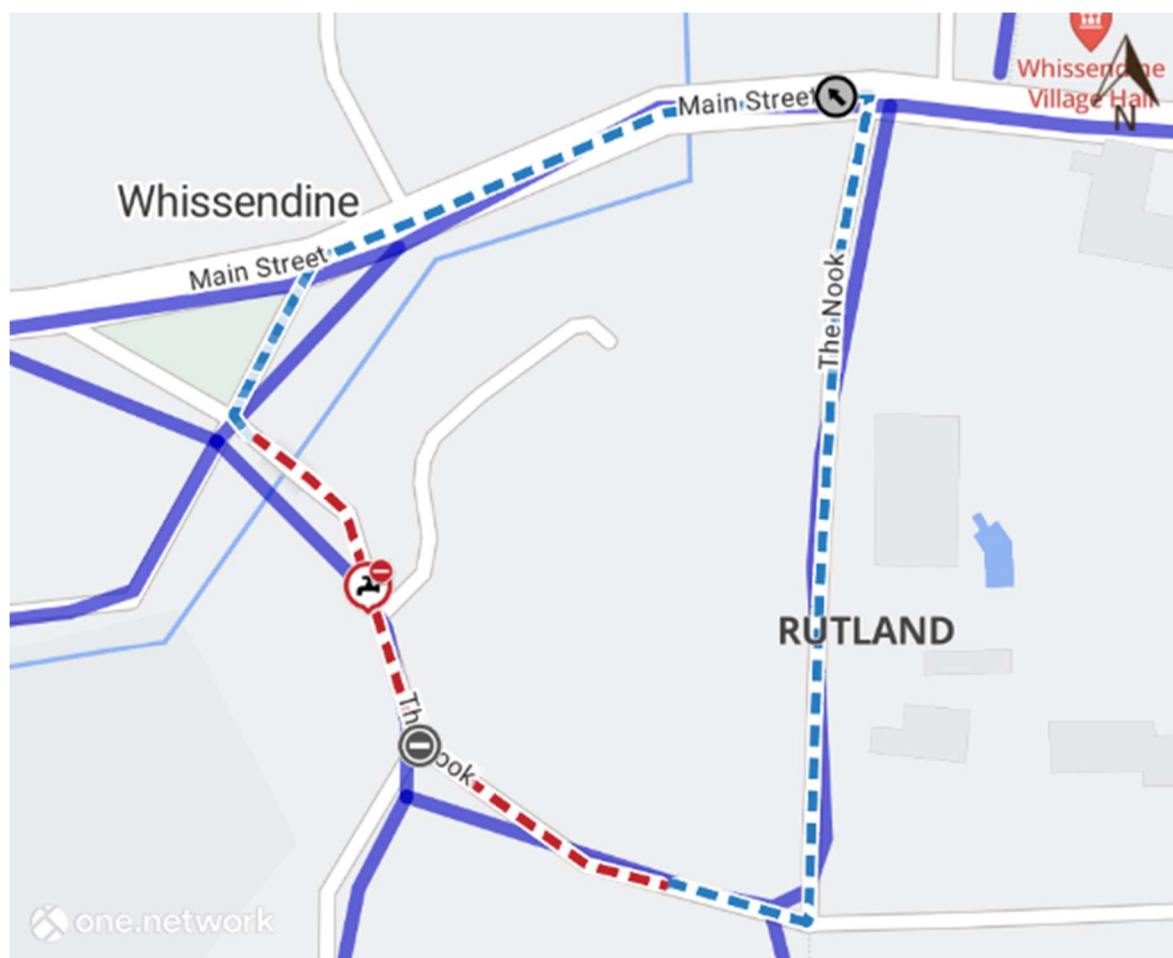 Main Street
Whissendine
Village Hall
N
Whissendine
Main Street
The Nook
RUTLAND
The Nook
one.network